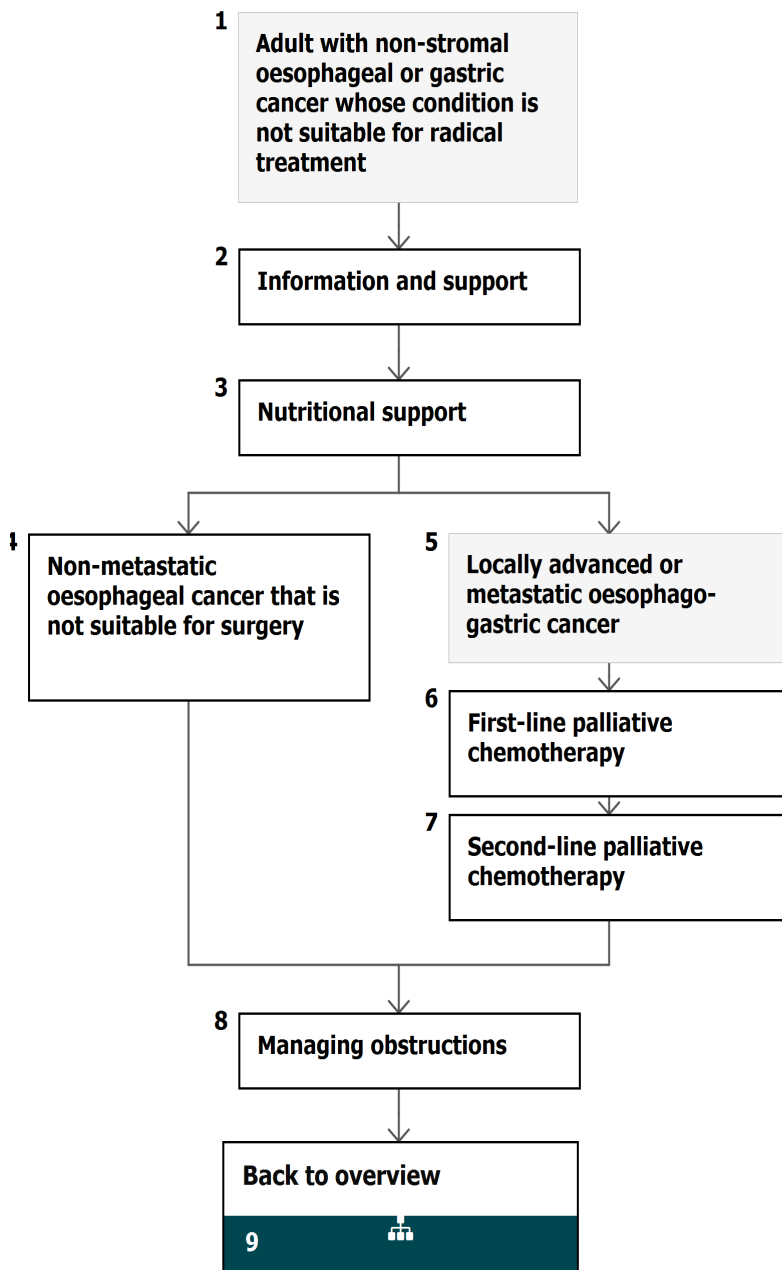 1
Adult with non-stromal
oesophageal or gastric
cancer whose condition is
not suitable for radical
treatment
2
Information and support
3
Nutritional support
4
Non-metastatic
oesophageal cancer that is
not suitable for surgery
5
Locally advanced or
metastatic oesophago-
gastric cancer
6
First-line palliative
chemotherapy
7
Second-line palliative
chemotherapy
8
Managing obstructions
Back to overview
9